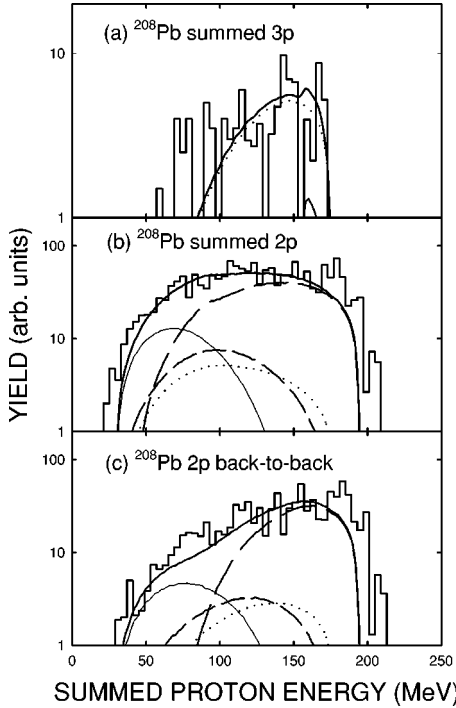 (a) ²⁰⁸Pb summed 3p
10
1
(b) ²⁰⁸Pb summed 2p
100
10
1
(c) ²⁰⁸Pb 2p back-to-back
100
10
1
YIELD (arb. units)
0 50 100 150 200 250
SUMMED PROTON ENERGY (MeV)